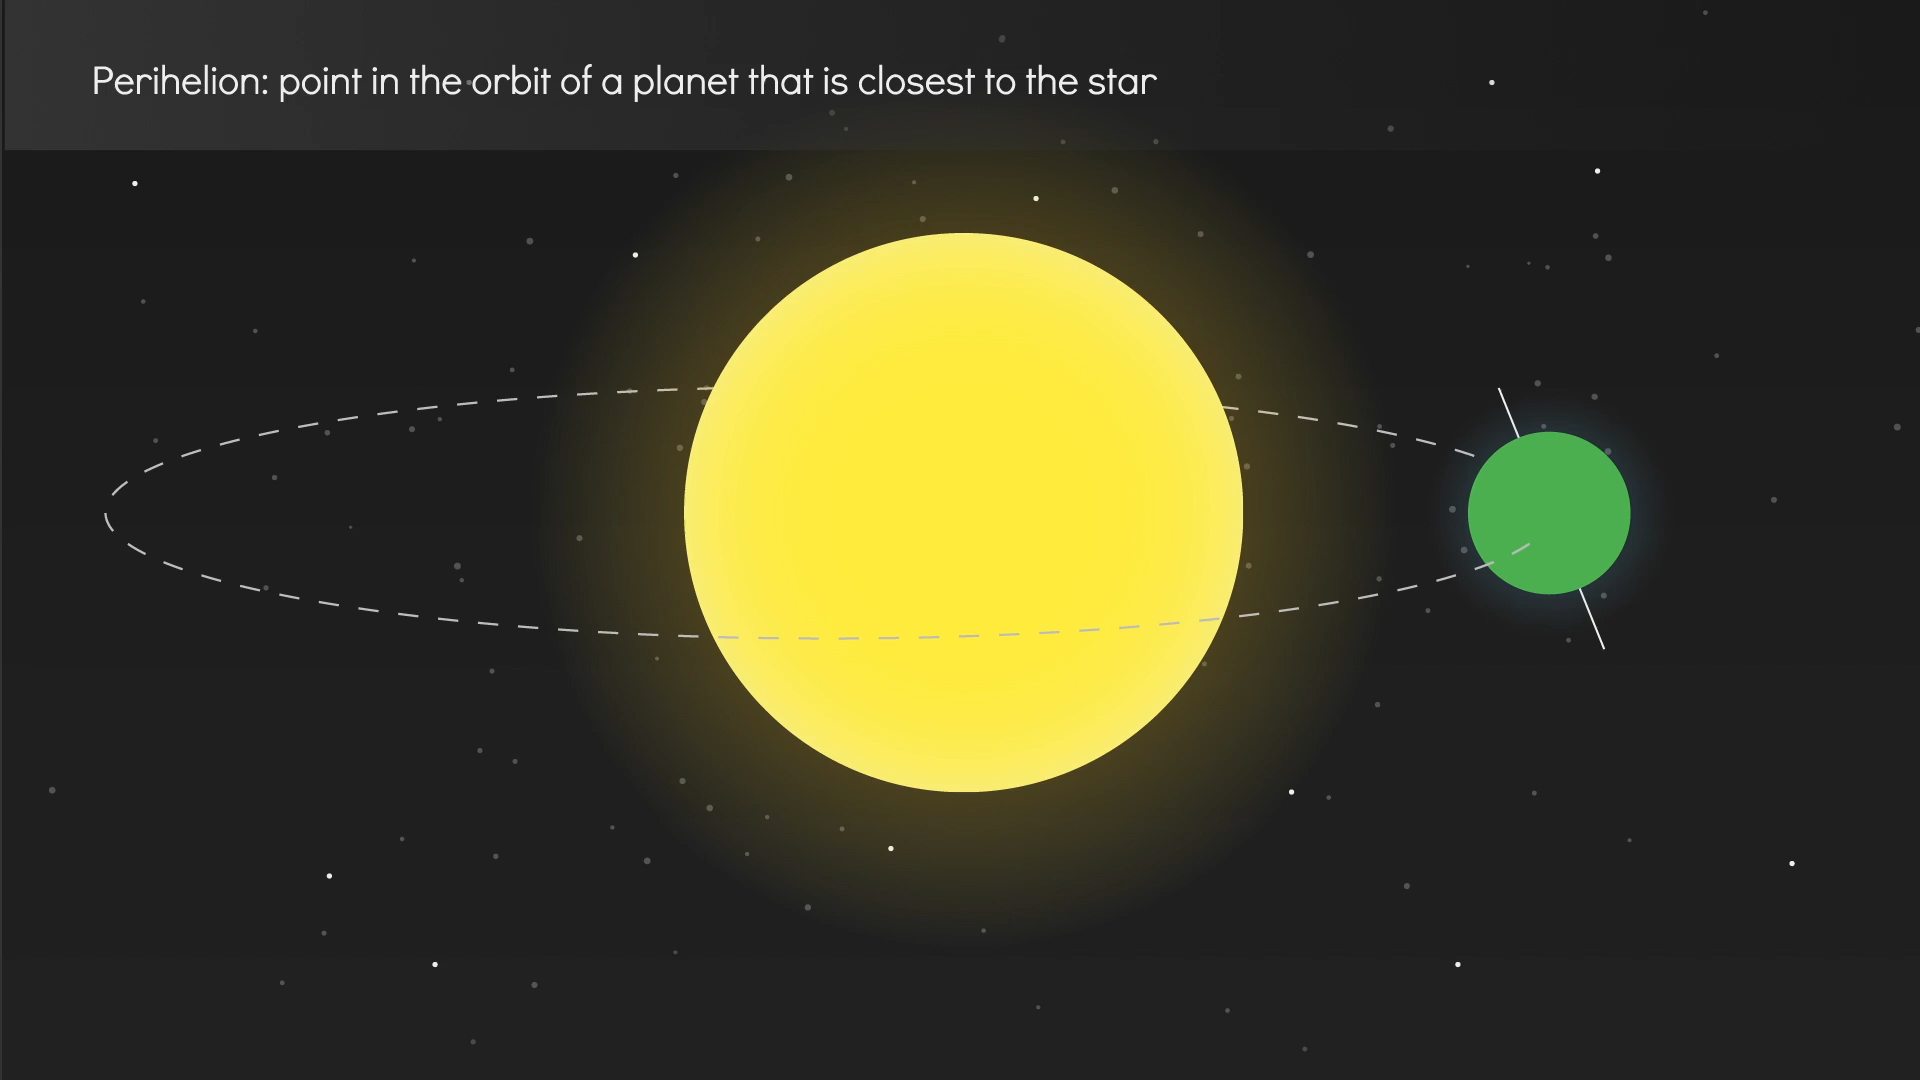 Perihelion: point in the orbit of a planet that is closest to the star